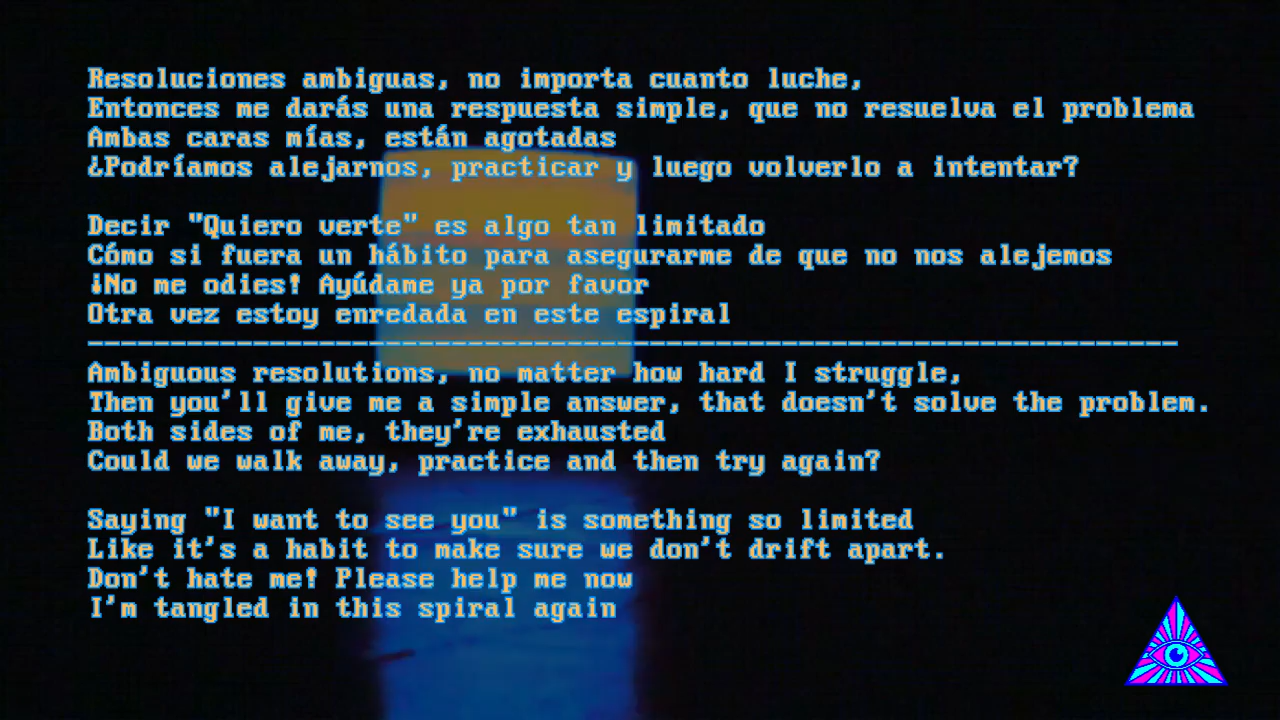 Resoluciones ambiguas, no importa cuanto luche,
Entonces me darás una respuesta simple, que no resuelva el problema
Ambas caras mías, están agotadas
¿Podríamos alejarnos, practicar y luego volverlo a intentar?
Decir "Quiero verte" es algo tan limitado
Cómo si fuera un hábito para asegurarme de que no nos alejemos
¡No me odies! Ayúdame ya por favor
Otra vez estoy enredada en este espiral
------------------------------------------------------------------
Ambiguous resolutions, no matter how hard I struggle,
Then you'll give me a simple answer, that doesn't solve the problem.
Both sides of me, they're exhausted
Could we walk away, practice and then try again?
Saying "I want to see you" is something so limited
Like it's a habit to make sure we don't drift apart.
Don't hate me! Please help me now
I'm tangled in this spiral again